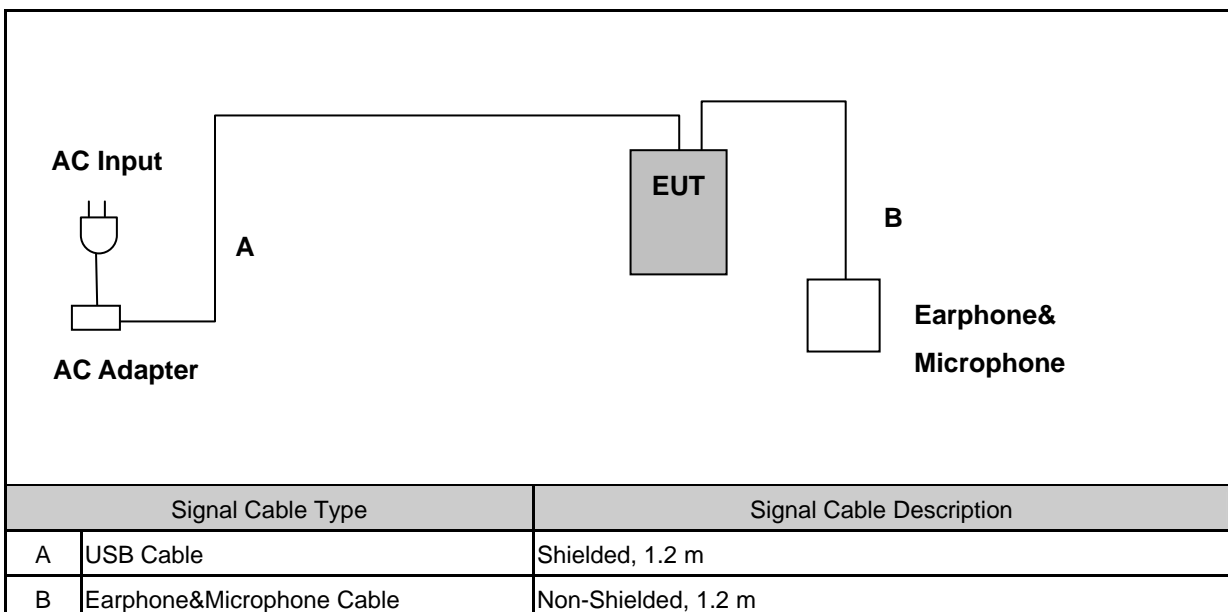 AC Input
EUT
B
A
Earphone&
Microphone
AC Adapter
Signal Cable Type Signal Cable Description
A USB Cable Shielded, 1.2 m
B Earphone&Microphone Cable Non-Shielded, 1.2 m